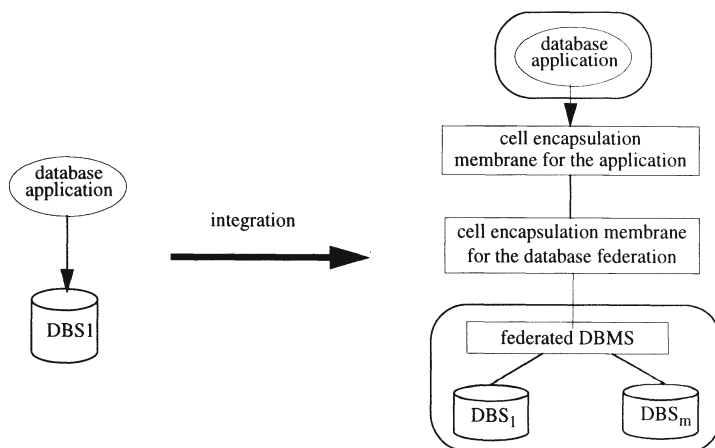 database
application
DBS1
integration
database
application
cell encapsulation
membrane for the application
cell encapsulation membrane
for the database federation
federated DBMS
DBS1
DBSm